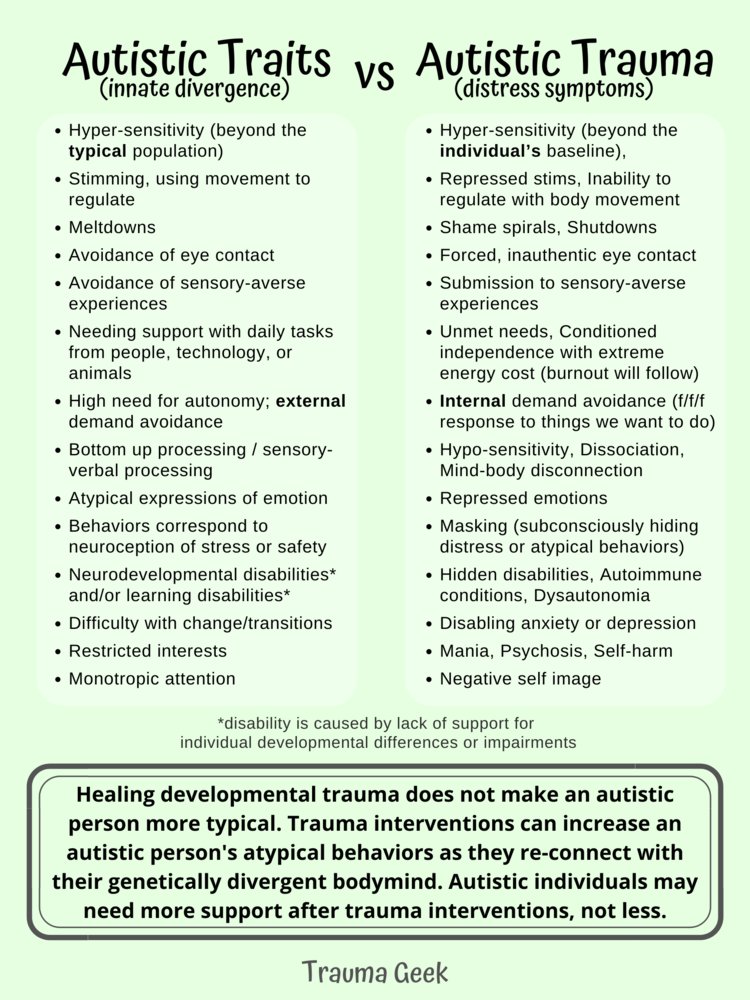 Autistic Traits
(innate divergence)
vs
Autistic Trauma
(distress symptoms)
• Hyper-sensitivity (beyond the
typical population)
• Stimming, using movement to
regulate
• Meltdowns
• Avoidance of eye contact
• Avoidance of sensory-averse
experiences
• Needing support with daily tasks
from people, technology, or
animals
• High need for autonomy; external
demand avoidance
• Bottom up processing / sensory-
verbal processing
• Atypical expressions of emotion
• Behaviors correspond to
neuroception of stress or safety
• Neurodevelopmental disabilities*
and/or learning disabilities*
• Difficulty with change/transitions
• Restricted interests
• Monotropic attention
• Hyper-sensitivity (beyond the
individual’s baseline),
• Repressed stims, Inability to
regulate with body movement
• Shame spirals, Shutdowns
• Forced, inauthentic eye contact
• Submission to sensory-averse
experiences
• Unmet needs, Conditioned
independence with extreme
energy cost (burnout will follow)
• Internal demand avoidance (f/f/f
response to things we want to do)
• Hypo-sensitivity, Dissociation,
Mind-body disconnection
• Repressed emotions
• Masking (subconsciously hiding
distress or atypical behaviors)
• Hidden disabilities, Autoimmune
conditions, Dysautonomia
• Disabling anxiety or depression
• Mania, Psychosis, Self-harm
• Negative self image
*disability is caused by lack of support for
individual developmental differences or impairments
Healing developmental trauma does not make an autistic
person more typical. Trauma interventions can increase an
autistic person's atypical behaviors as they re-connect with
their genetically divergent bodymind. Autistic individuals may
need more support after trauma interventions, not less.
Trauma Geek